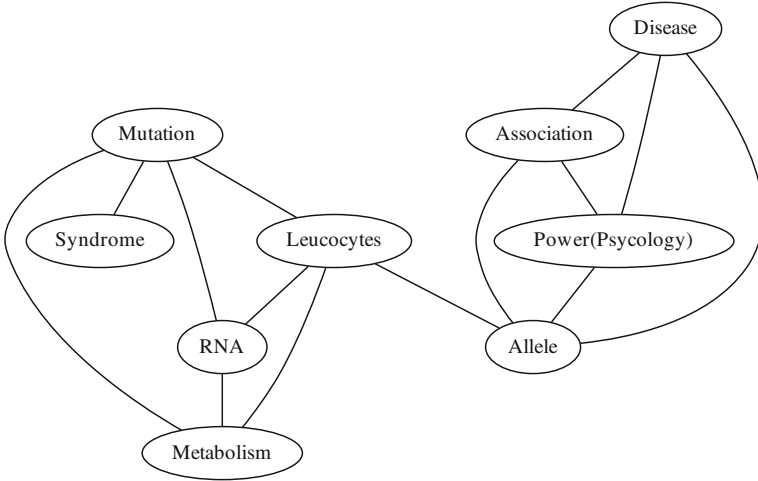 Disease
Mutation
Association
Syndrome
Leucocytes
Power(Psycology)
RNA
Allele
Metabolism